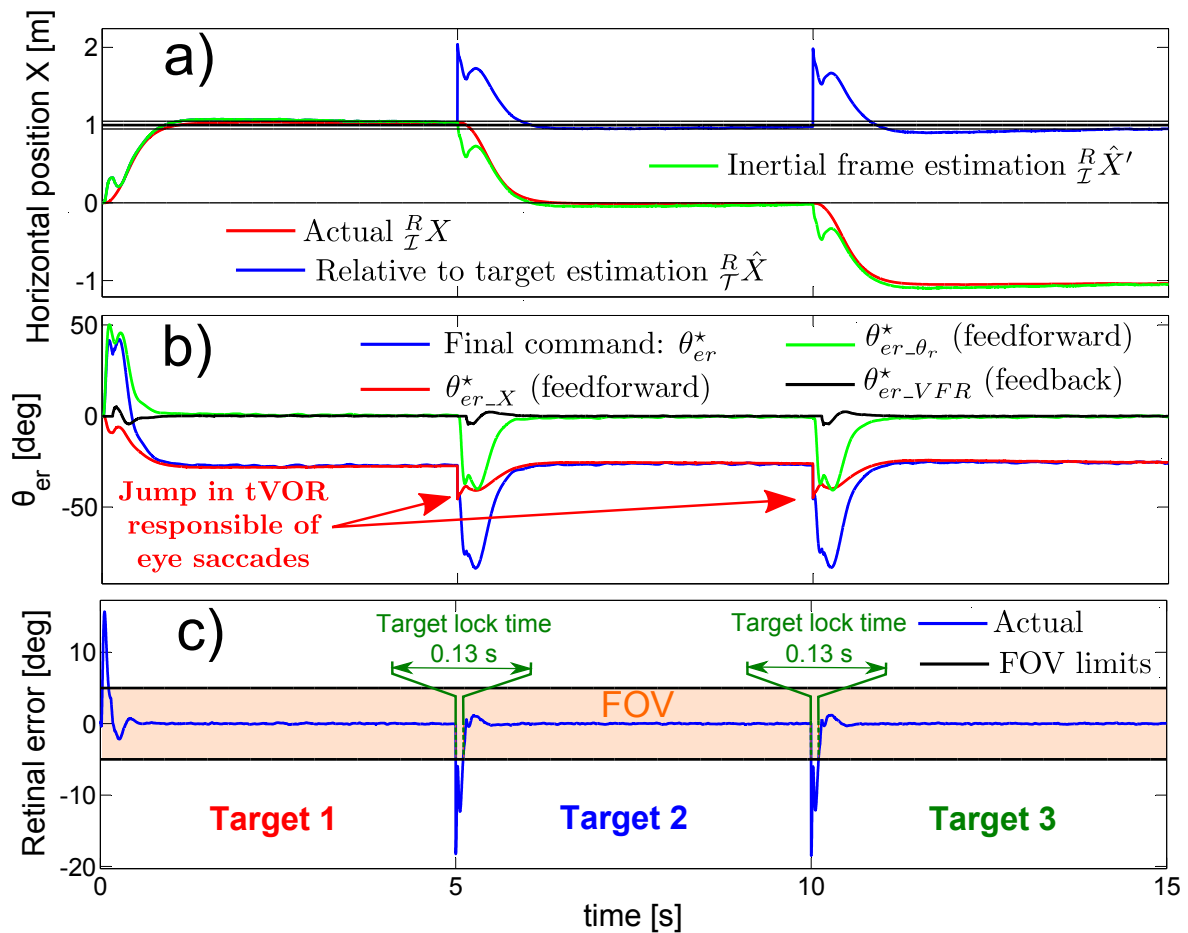 Horizontal position X [m]
a)
2
1
0
-1
Inertial frame estimation $^{R}_{\mathcal{I}}\hat{X}'$
Actual $^{R}_{\mathcal{I}}X$
Relative to target estimation $^{R}_{\mathcal{T}}\hat{X}$
θer [deg]
b)
50
0
-50
Final command: $\theta^{\star}_{er}$
$\theta^{\star}_{er\_X}$ (feedforward)
$\theta^{\star}_{er\_\theta_r}$ (feedforward)
$\theta^{\star}_{er\_VFR}$ (feedback)
Jump in tVOR
responsible of
eye saccades
Retinal error [deg]
c)
10
0
-10
-20
Target lock time
0.13 s
Target lock time
0.13 s
Actual
FOV limits
FOV
Target 1
Target 2
Target 3
0
5
10
15
time [s]